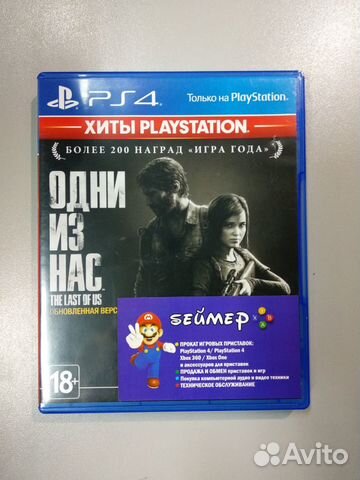 PS4
Только на PlayStation
ХИТЫ PLAYSTATION
БОЛЕЕ 200 НАГРАД «ИГРА ГОДА»
ОДНИ
ИЗ
НАС
THE LAST OF US
ОБНОВЛЕННАЯ ВЕРС
SEЙМЕР
Y
X B
A
ПРОКАТ ИГРОВЫХ ПРИСТАВОК:
PlayStation 4/ PlayStation 4
Xbox 360 / Xbox One
и аксессуаров для приставок
ПРОДАЖА И ОБМЕН приставок и игр
Покупка компьютерной аудио и видео техники
ТЕХНИЧЕСКОЕ ОБСЛУЖИВАНИЕ
18+
Avito